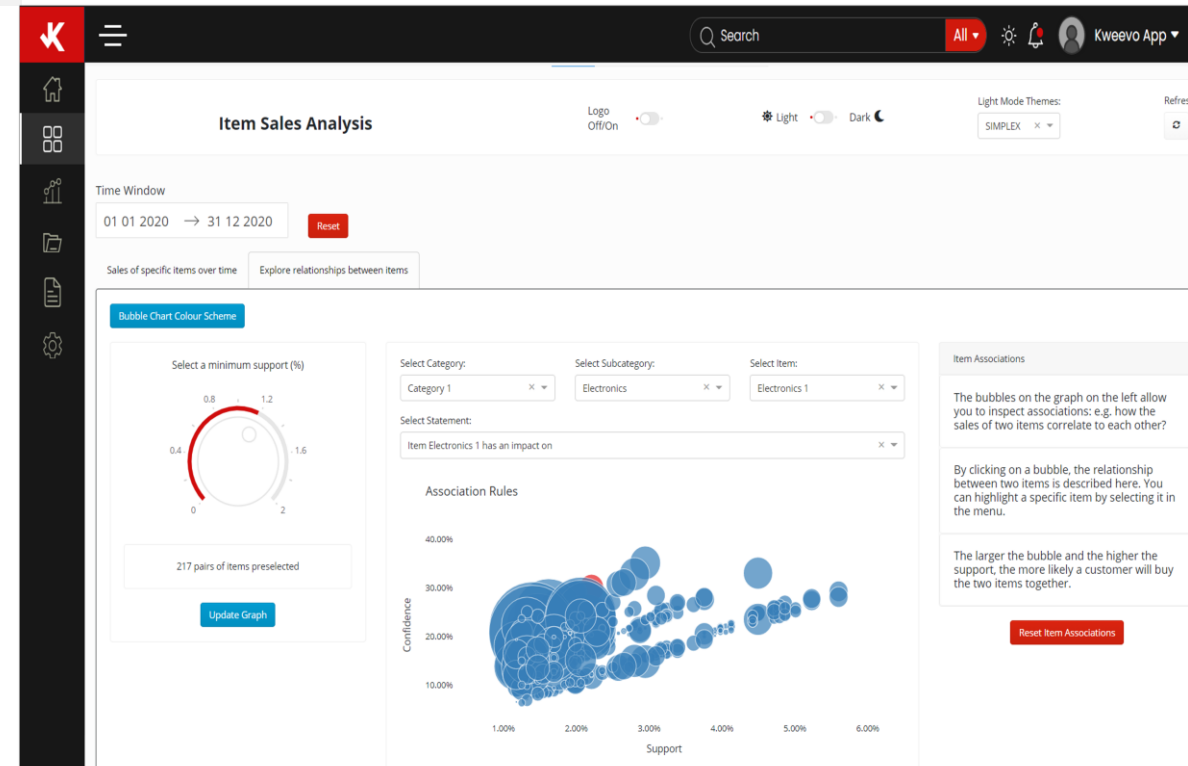 Search
All
Kweevo App
Item Sales Analysis
Logo
Off/On
Light
Dark
Light Mode Themes:
SIMPLEX
Time Window
01 01 2020 → 31 12 2020
Reset
Sales of specific items over time
Explore relationships between items
Bubble Chart Colour Scheme
Select a minimum support (%)
0.8
1.2
0.4
1.6
0
2
217 pairs of items preselected
Update Graph
Select Category:
Select Subcategory:
Select Item:
Category 1
Electronics
Electronics 1
Select Statement:
Item Electronics 1 has an impact on
Association Rules
40.00%
30.00%
20.00%
10.00%
Confidence
1.00%
2.00%
3.00%
4.00%
5.00%
6.00%
Support
Item Associations
The bubbles on the graph on the left allow
you to inspect associations: e.g. how the
sales of two items correlate to each other?
By clicking on a bubble, the relationship
between two items is described here. You
can highlight a specific item by selecting it in
the menu.
The larger the bubble and the higher the
support, the more likely a customer will buy
the two items together.
Reset Item Associations